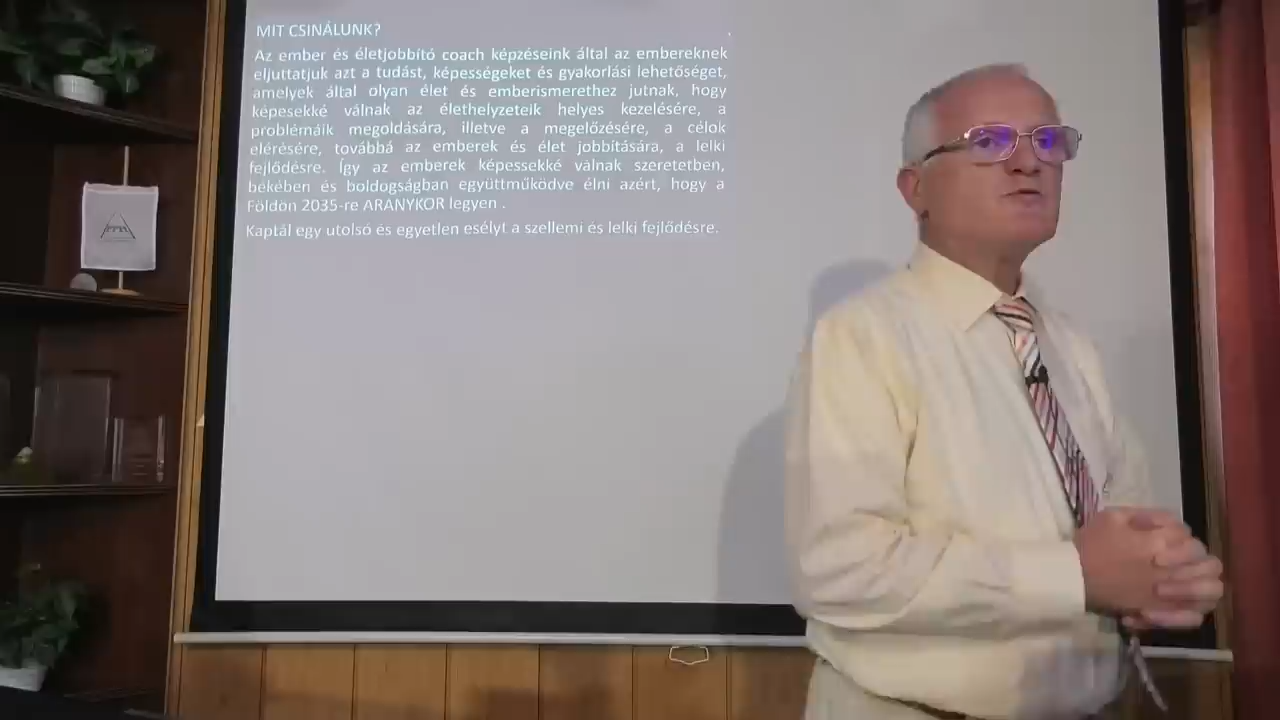 MIT CSINÁLUNK?
Az ember és életjobbító coach képzéseink által az embereknek
eljuttatjuk azt a tudást, képességeket és gyakorlási lehetőséget,
amelyek által olyan élet és emberismerethez jutnak, hogy
képesekké válnak az élethelyzeteik helyes kezelésére, a
problémáik megoldására, illetve a megelőzésére, a célok
elérésére, továbbá az emberek és élet jobbítására, a lelki
fejlődésre. Így az emberek képessekké válnak szeretetben,
békében és boldogságban együttműködve élni azért, hogy a
Földön 2035-re ARANYKOR legyen .
Kaptál egy utolsó és egyetlen esélyt a szellemi és lelki fejlődésre.